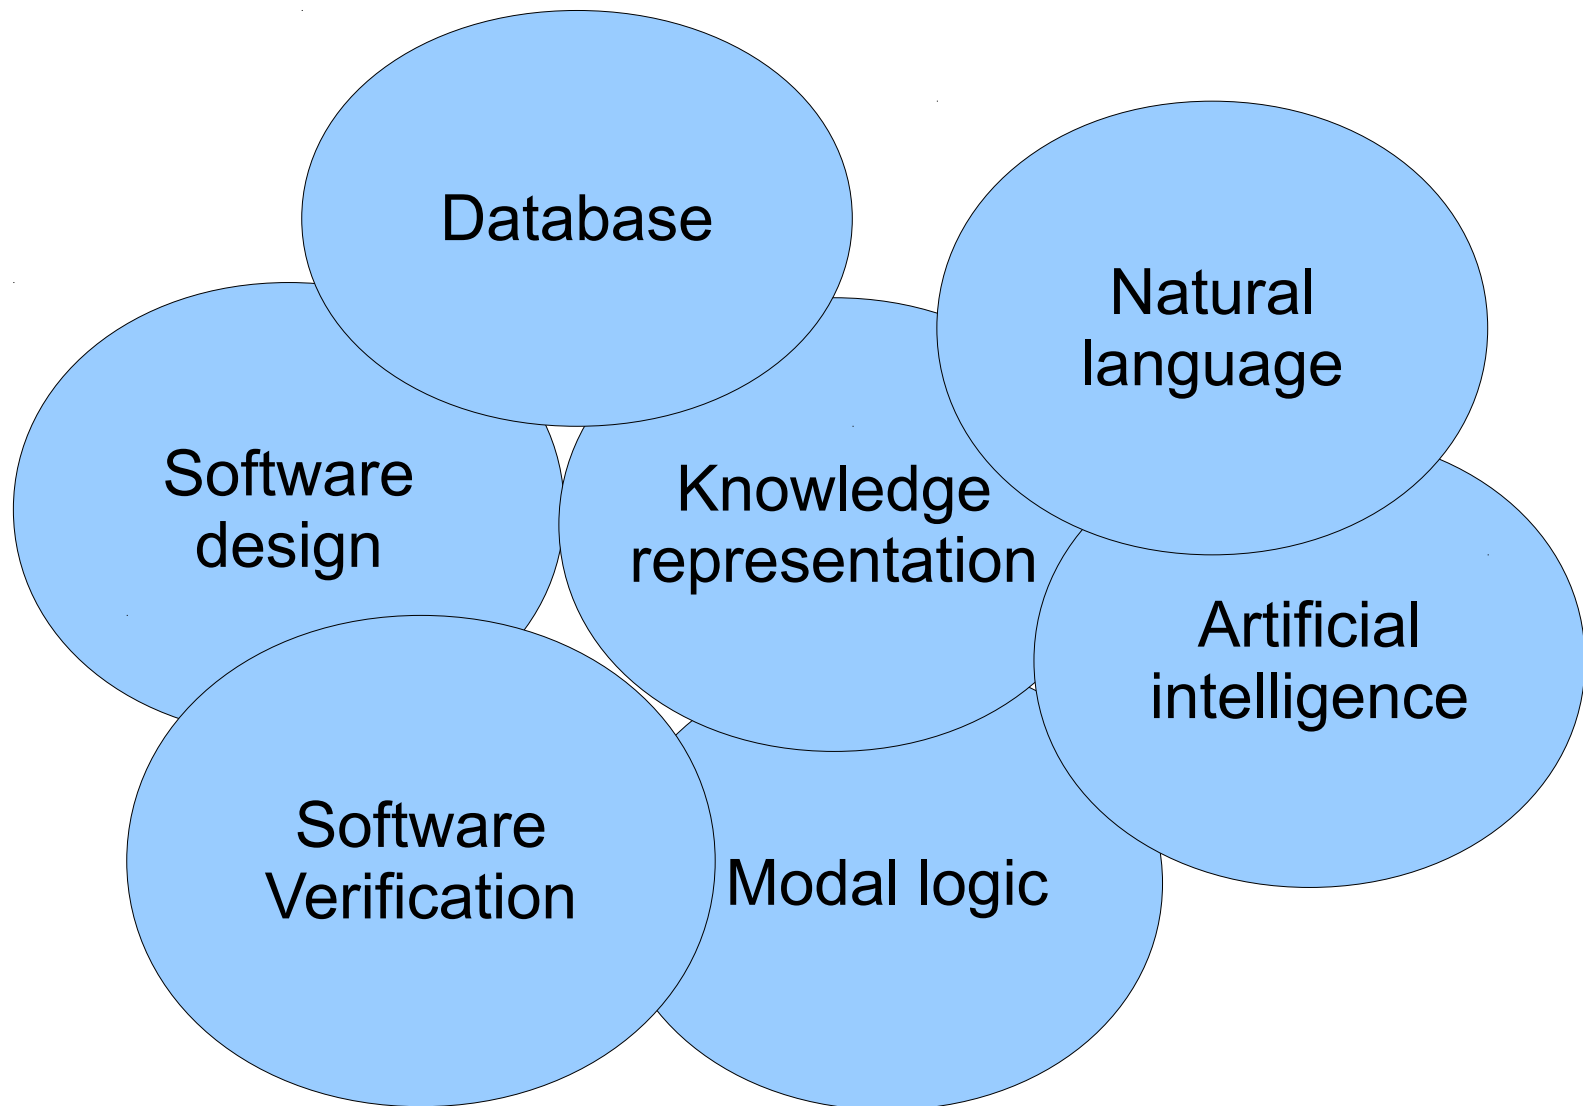 Database
Natural
language
Software
design
Knowledge
representation
Artificial
intelligence
Software
Verification
Modal logic